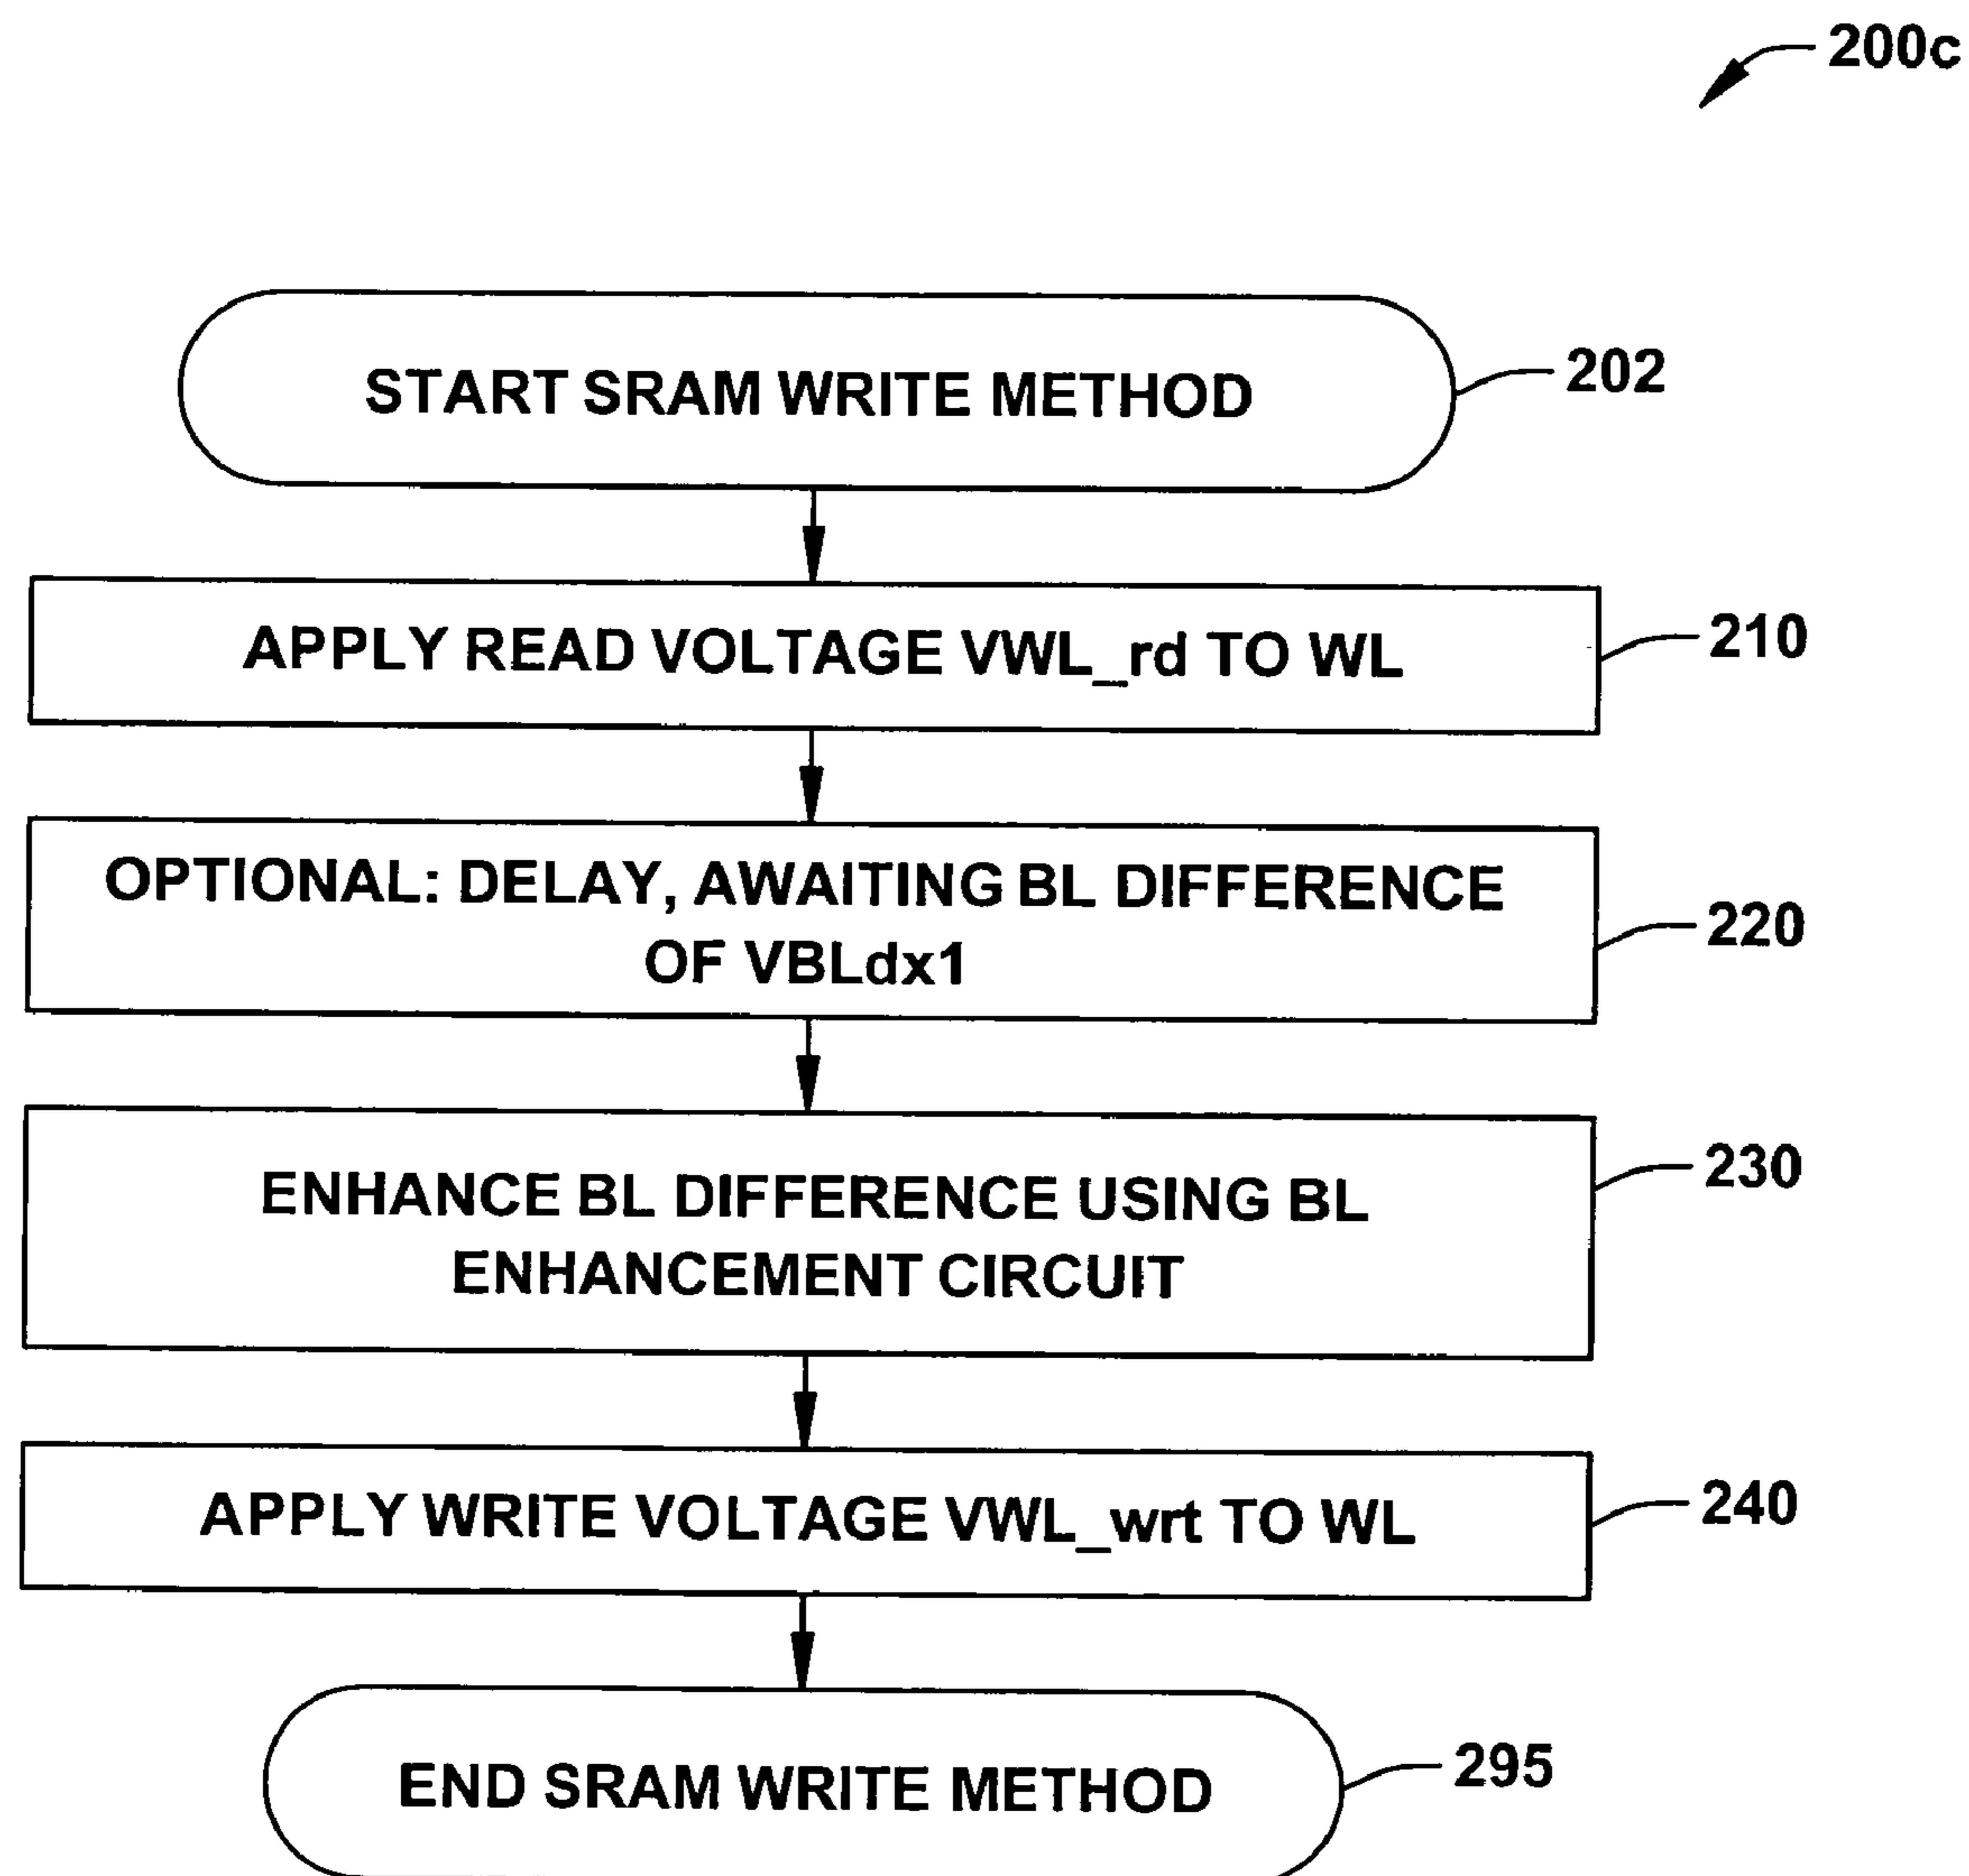 200c
START SRAM WRITE METHOD
202
APPLY READ VOLTAGE VWL_rd TO WL
210
OPTIONAL: DELAY, AWAITING BL DIFFERENCE
OF VBLdx1
220
ENHANCE BL DIFFERENCE USING BL
ENHANCEMENT CIRCUIT
230
APPLY WRITE VOLTAGE VWL_wrt TO WL
240
END SRAM WRITE METHOD
295